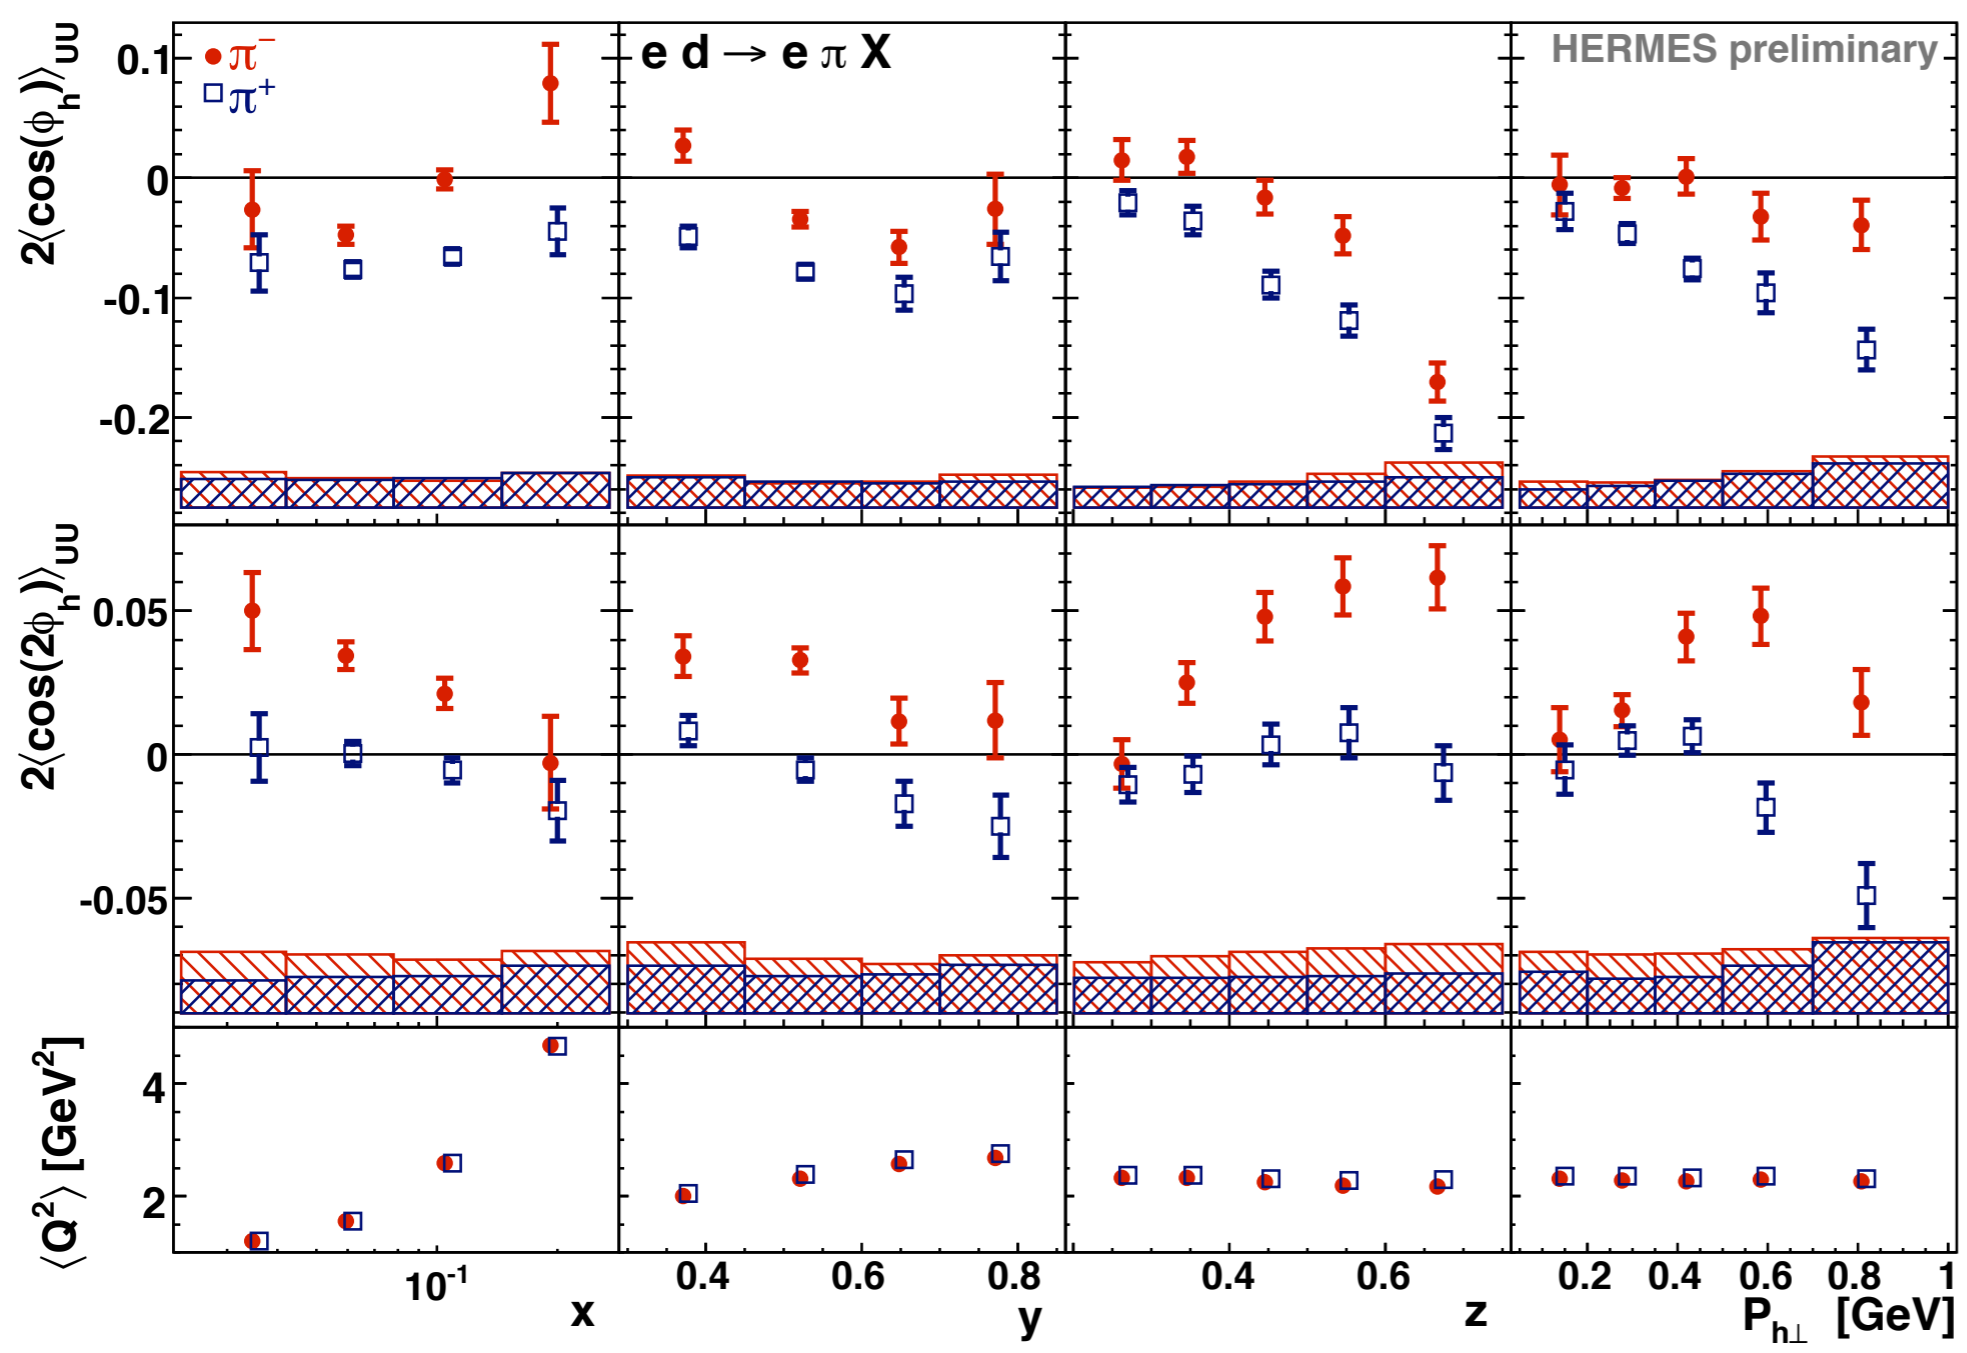 2⟨cos(ϕh)⟩UU
0.1
0
-0.1
-0.2
π−
π+
e d → e π X
HERMES preliminary
2⟨cos(2ϕh)⟩UU
0.05
0
-0.05
⟨Q2⟩ [GeV2]
4
2
10-1
0.4 0.6 0.8
0.4 0.6
0.2 0.4 0.6 0.8 1
x
y
z
Ph⊥ [GeV]